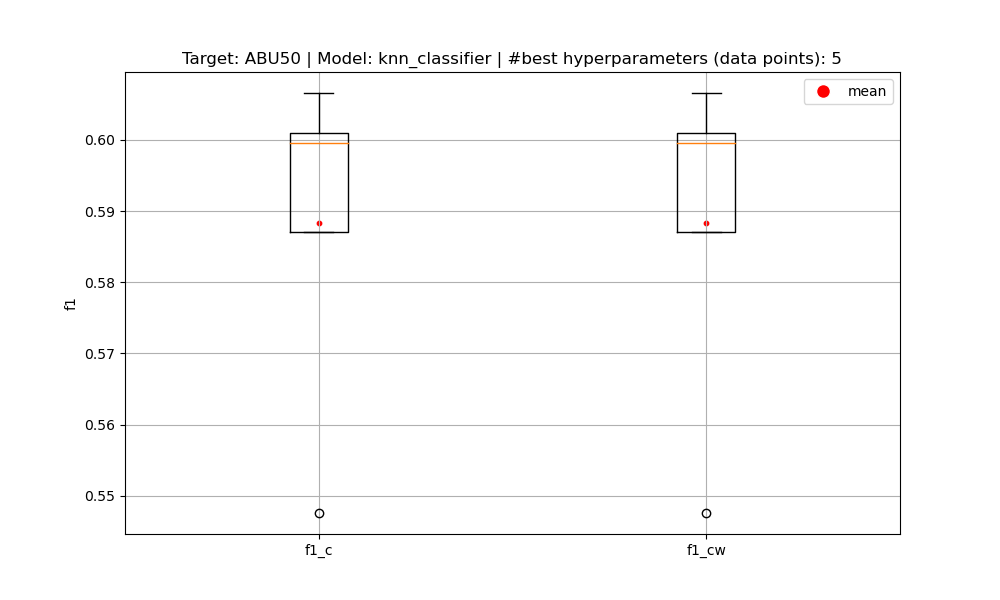 Target: ABU50 | Model: knn_classifier | #best hyperparameters (data points): 5
mean
0.60
0.59
0.58
0.57
0.56
0.55
f1
f1_c
f1_cw